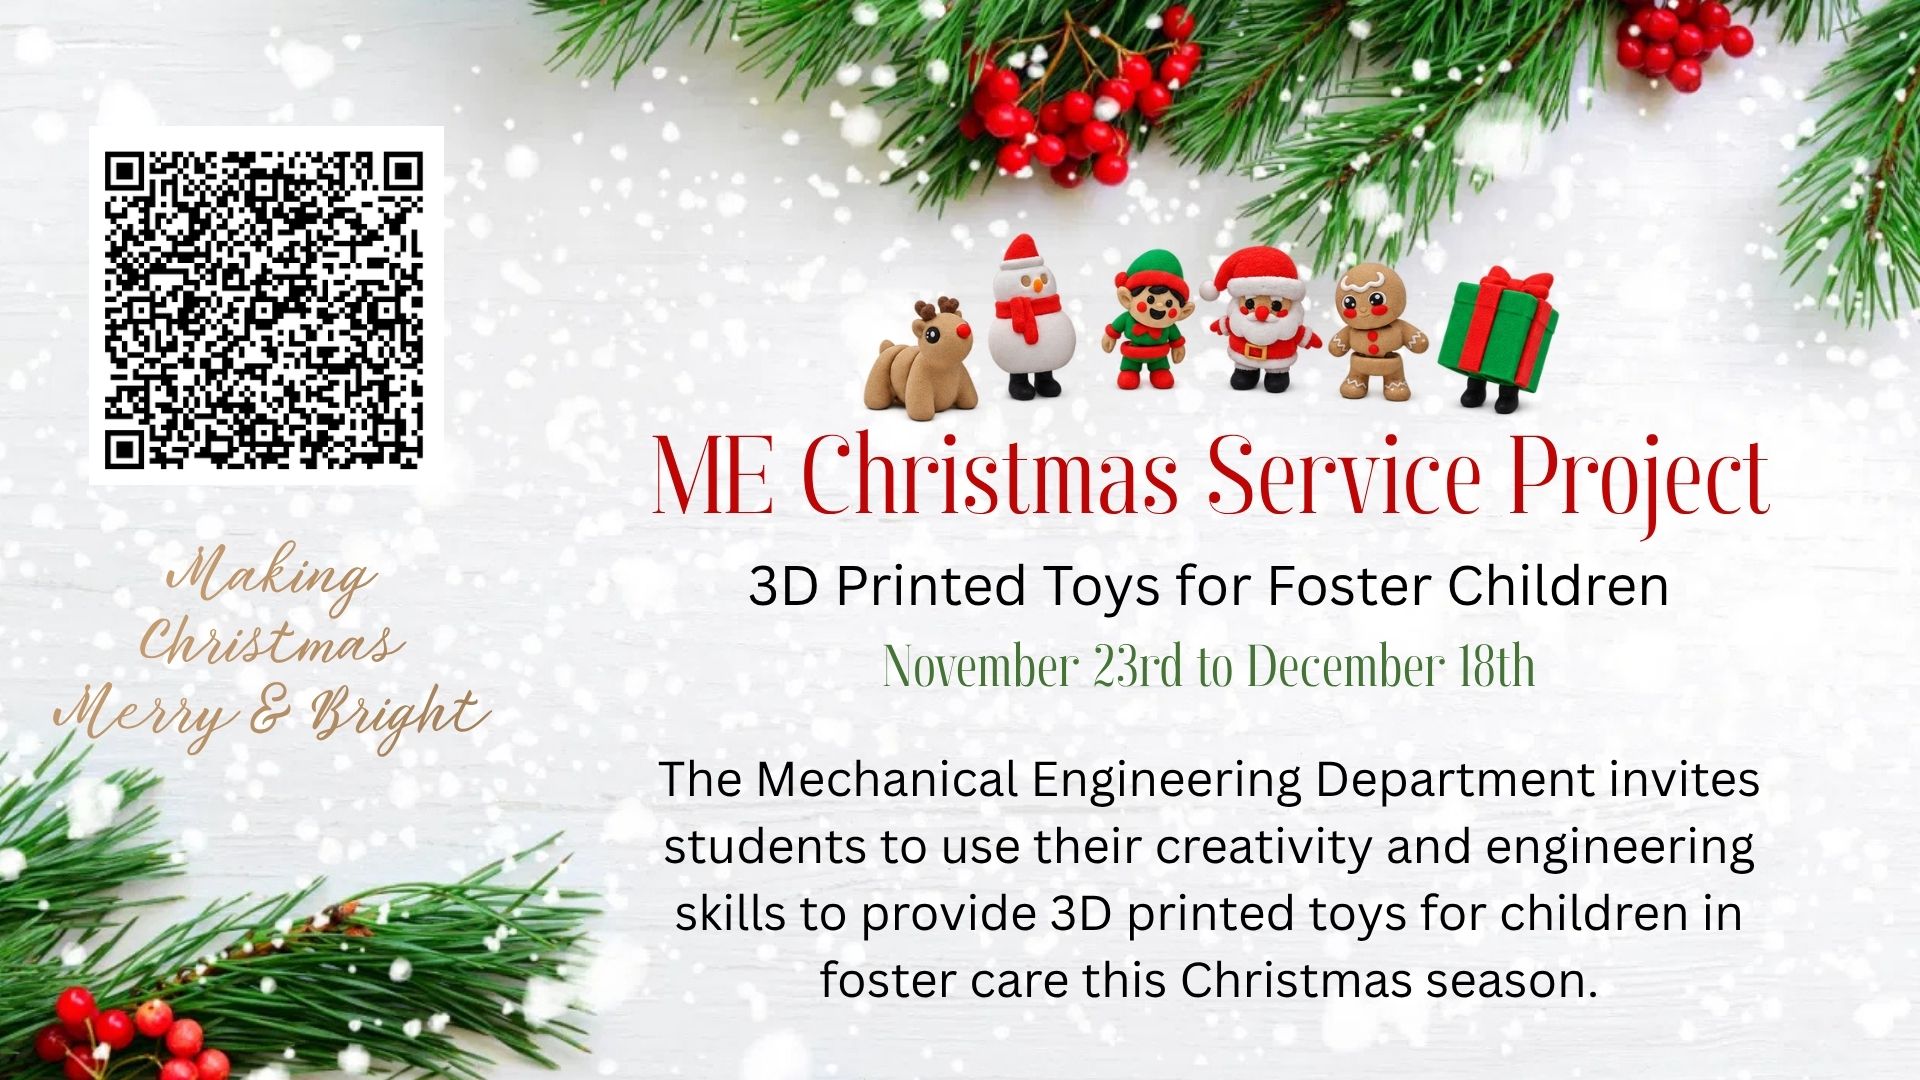 ME Christmas Service Project
3D Printed Toys for Foster Children
November 23rd to December 18th
The Mechanical Engineering Department invites
students to use their creativity and engineering
skills to provide 3D printed toys for children in
foster care this Christmas season.
Making
Christmas
Merry & Bright